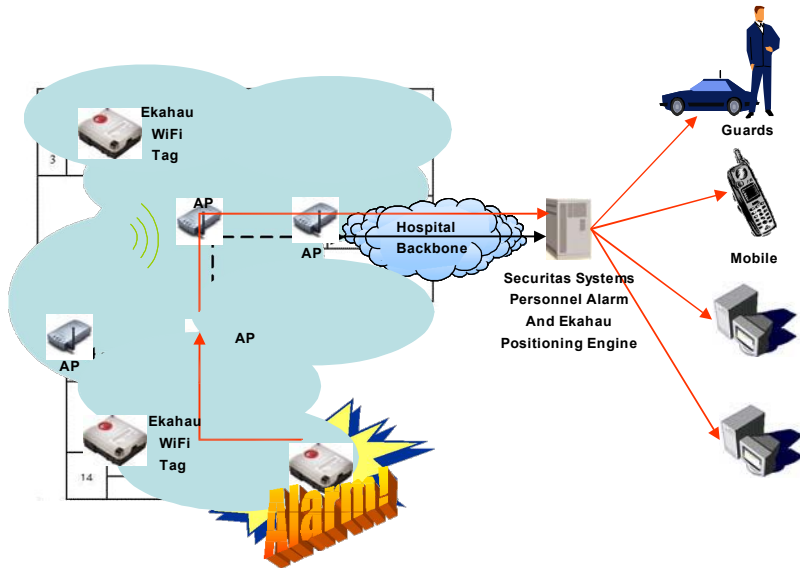 Ekahau
WiFi
Tag
3
AP
AP
Hospital
Backbone
Guards
Mobile
Securitas Systems
Personnel Alarm
And Ekahau
Positioning Engine
AP
AP
Ekahau
WiFi
Tag
14
Alarm!